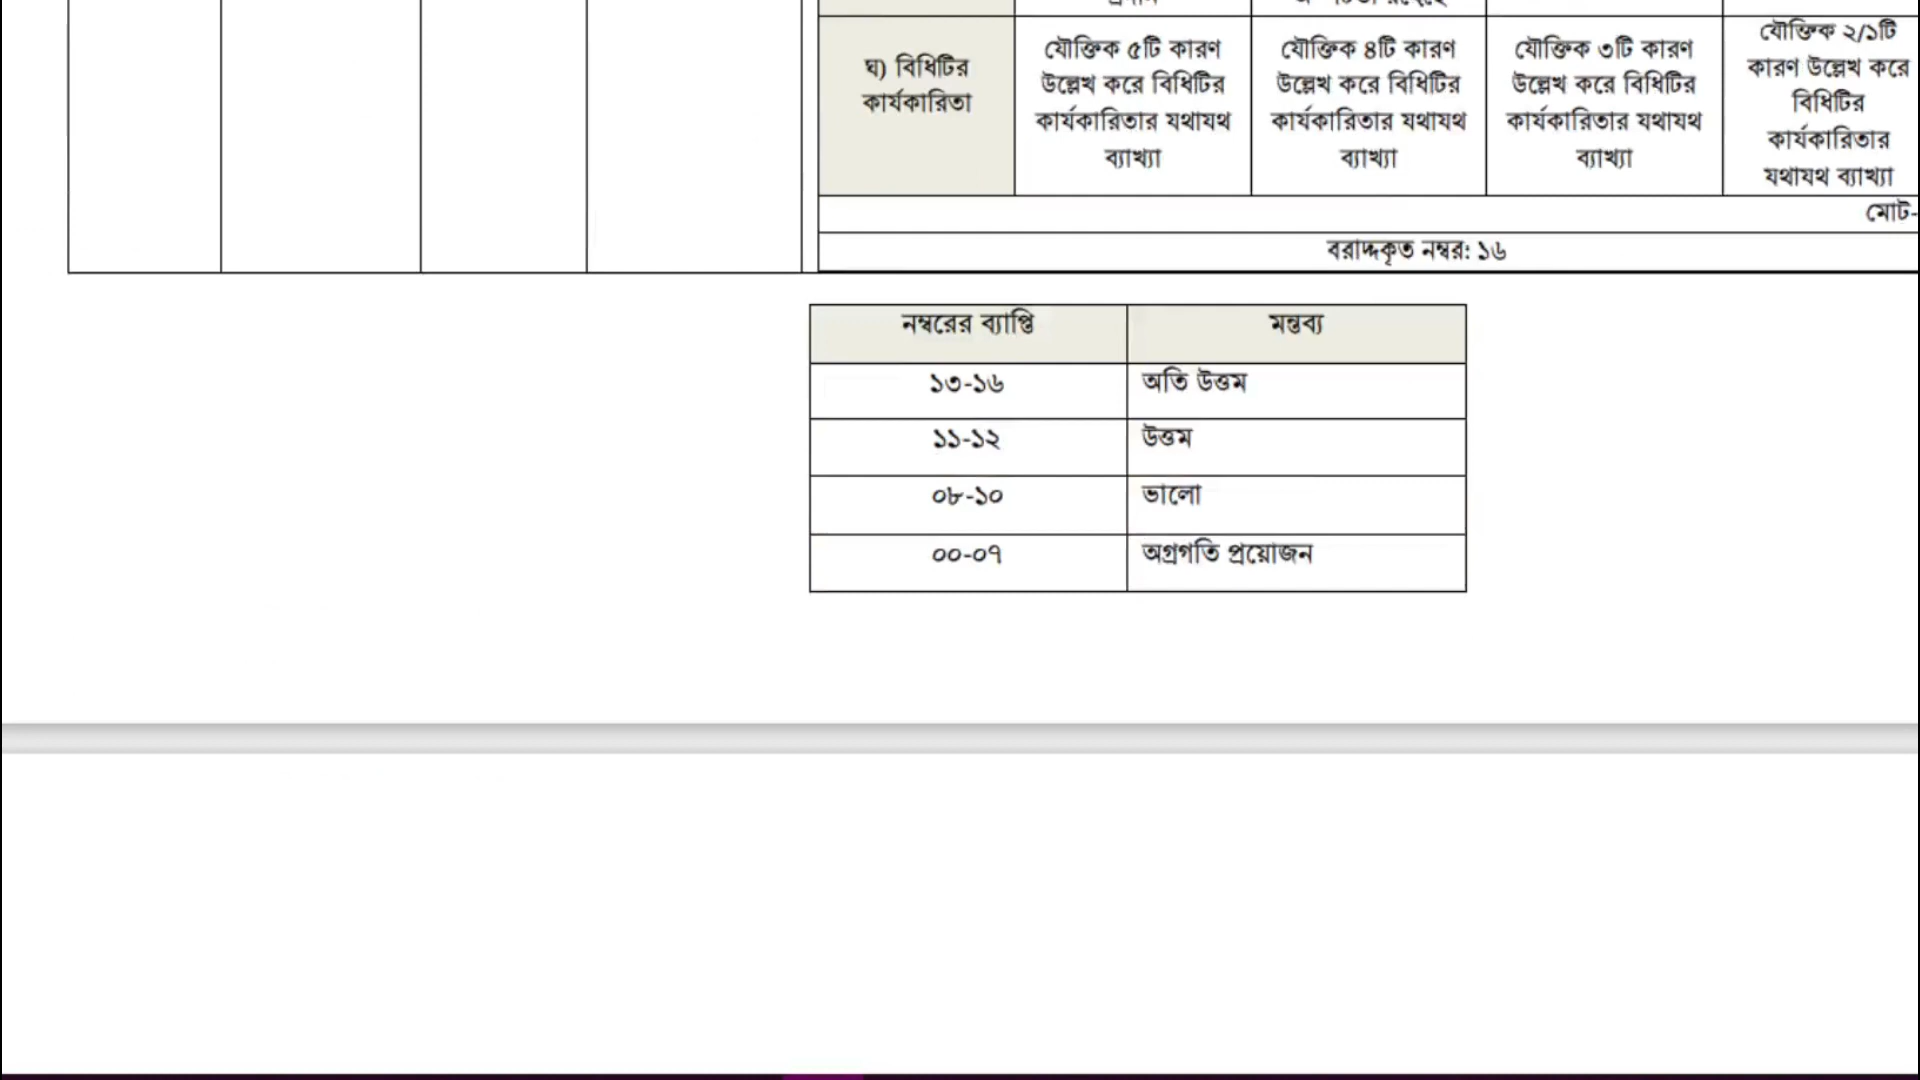 ঘ) বিধিটির
কার্যকারিতা
যৌক্তিক ৫টি কারণ
উল্লেখ করে বিধিটির
কার্যকারিতার যথাযথ
ব্যাখ্যা
যৌক্তিক ৪টি কারণ
উল্লেখ করে বিধিটির
কার্যকারিতার যথাযথ
ব্যাখ্যা
যৌক্তিক ৩টি কারণ
উল্লেখ করে বিধিটির
কার্যকারিতার যথাযথ
ব্যাখ্যা
যৌক্তিক ২/১টি
কারণ উল্লেখ করে
বিধিটির
কার্যকারিতার
যথাযথ ব্যাখ্যা
মোট-
বরাদ্দকৃত নম্বর: ১৬
নম্বরের ব্যাপ্তি
মন্তব্য
১৩-১৬
অতি উত্তম
১১-১২
উত্তম
০৮-১০
ভালো
০০-০৭
অগ্রগতি প্রয়োজন